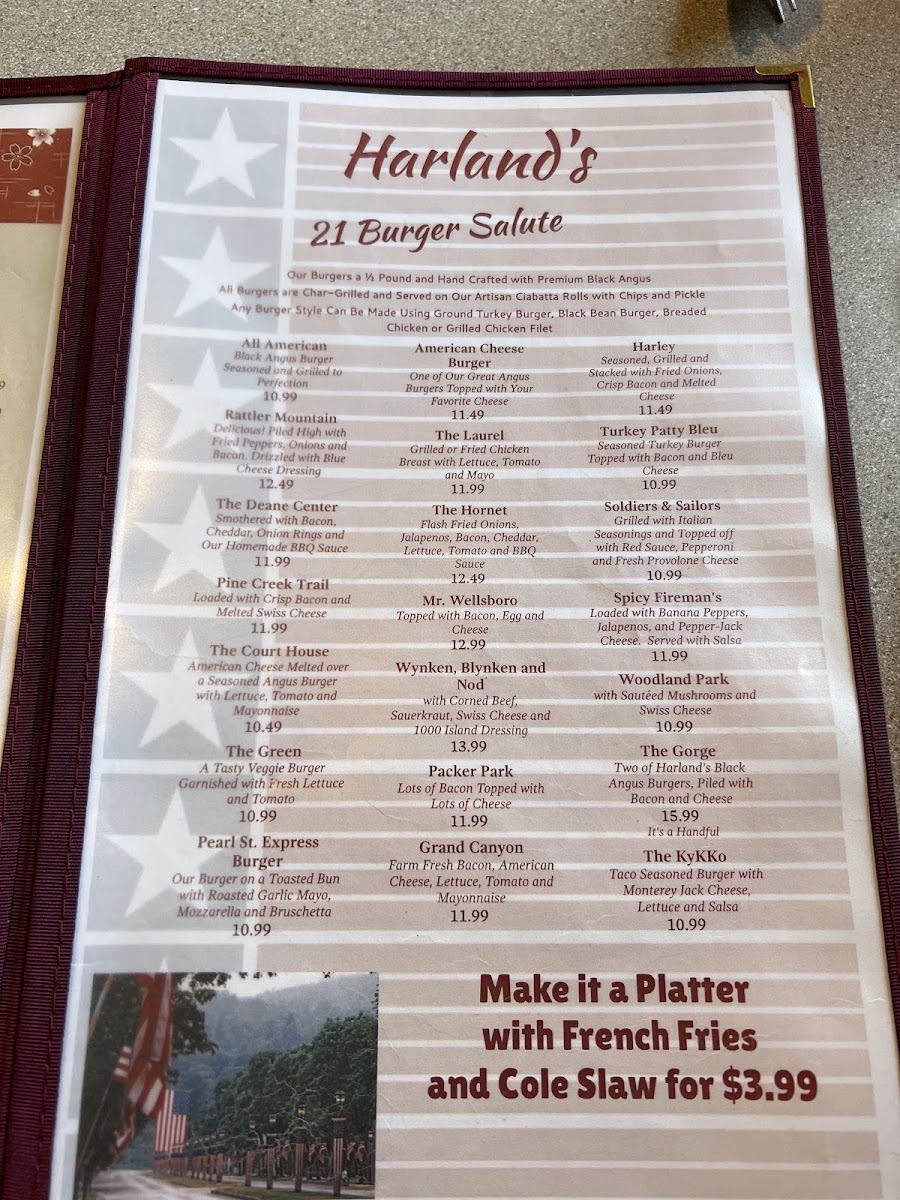 Harland's
21 Burger Salute
Our Burgers a ½ Pound and Hand Crafted with Premium Black Angus
All Burgers are Char-Grilled and Served on Our Artisan Ciabatta Rolls with Chips and Pickle
Any Burger Style Can Be Made Using Ground Turkey Burger, Black Bean Burger, Breaded
Chicken or Grilled Chicken Filet
All American
Black Angus Burger
Seasoned and Grilled to
Perfection
10.99
Rattler Mountain
Delicious! Piled High with
Fried Peppers, Onions and
Bacon. Drizzled with Blue
Cheese Dressing
12.49
The Deane Center
Smothered with Bacon,
Cheddar, Onion Rings and
Our Homemade BBQ Sauce
11.99
Pine Creek Trail
Loaded with Crisp Bacon and
Melted Swiss Cheese
11.99
The Court House
American Cheese Melted over
a Seasoned Angus Burger
with Lettuce, Tomato and
Mayonnaise
10.49
The Green
A Tasty Veggie Burger
Garnished with Fresh Lettuce
and Tomato
10.99
Pearl St. Express
Burger
Our Burger on a Toasted Bun
with Roasted Garlic Mayo,
Mozzarella and Bruschetta
10.99
American Cheese
Burger
One of Our Great Angus
Burgers Topped with Your
Favorite Cheese
11.49
The Laurel
Grilled or Fried Chicken
Breast with Lettuce, Tomato
and Mayo
11.99
The Hornet
Flash Fried Onions,
Jalapenos, Bacon, Cheddar,
Lettuce, Tomato and BBQ
Sauce
12.49
Mr. Wellsboro
Topped with Bacon, Egg and
Cheese
12.99
Wynken, Blynken and
Nod
with Corned Beef,
Sauerkraut, Swiss Cheese and
1000 Island Dressing
13.99
Packer Park
Lots of Bacon Topped with
Lots of Cheese
11.99
Grand Canyon
Farm Fresh Bacon, American
Cheese, Lettuce, Tomato and
Mayonnaise
11.99
Harley
Seasoned, Grilled and
Stacked with Fried Onions,
Crisp Bacon and Melted
Cheese
11.49
Turkey Patty Bleu
Seasoned Turkey Burger
Topped with Bacon and Bleu
Cheese
10.99
Soldiers & Sailors
Grilled with Italian
Seasonings and Topped off
with Red Sauce, Pepperoni
and Fresh Provolone Cheese
10.99
Spicy Fireman's
Loaded with Banana Peppers,
Jalapenos, and Pepper-Jack
Cheese. Served with Salsa
11.99
Woodland Park
with Sautéed Mushrooms and
Swiss Cheese
10.99
The Gorge
Two of Harland's Black
Angus Burgers, Piled with
Bacon and Cheese
15.99
It's a Handful
The KyKKo
Taco Seasoned Burger with
Monterey Jack Cheese,
Lettuce and Salsa
10.99
Make it a Platter
with French Fries
and Cole Slaw for $3.99